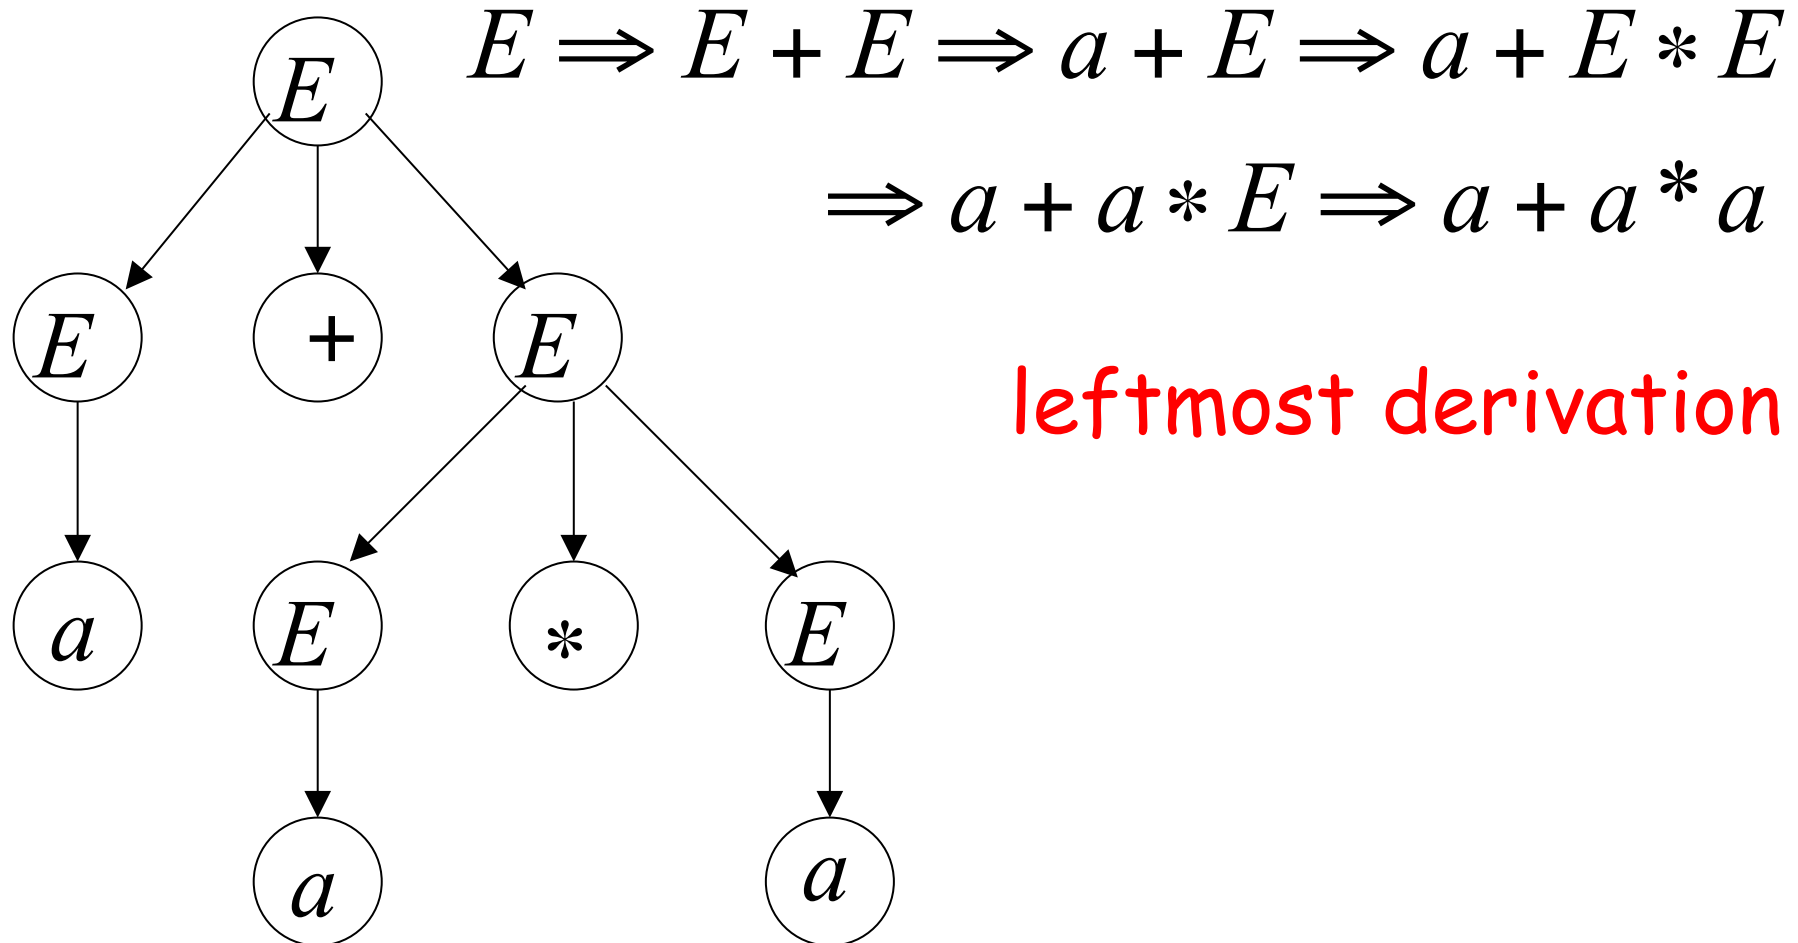 E ⇒ E + E ⇒ a + E ⇒ a + E * E
⇒ a + a * E ⇒ a + a * a
leftmost derivation
E
E + E
a E * E
a a